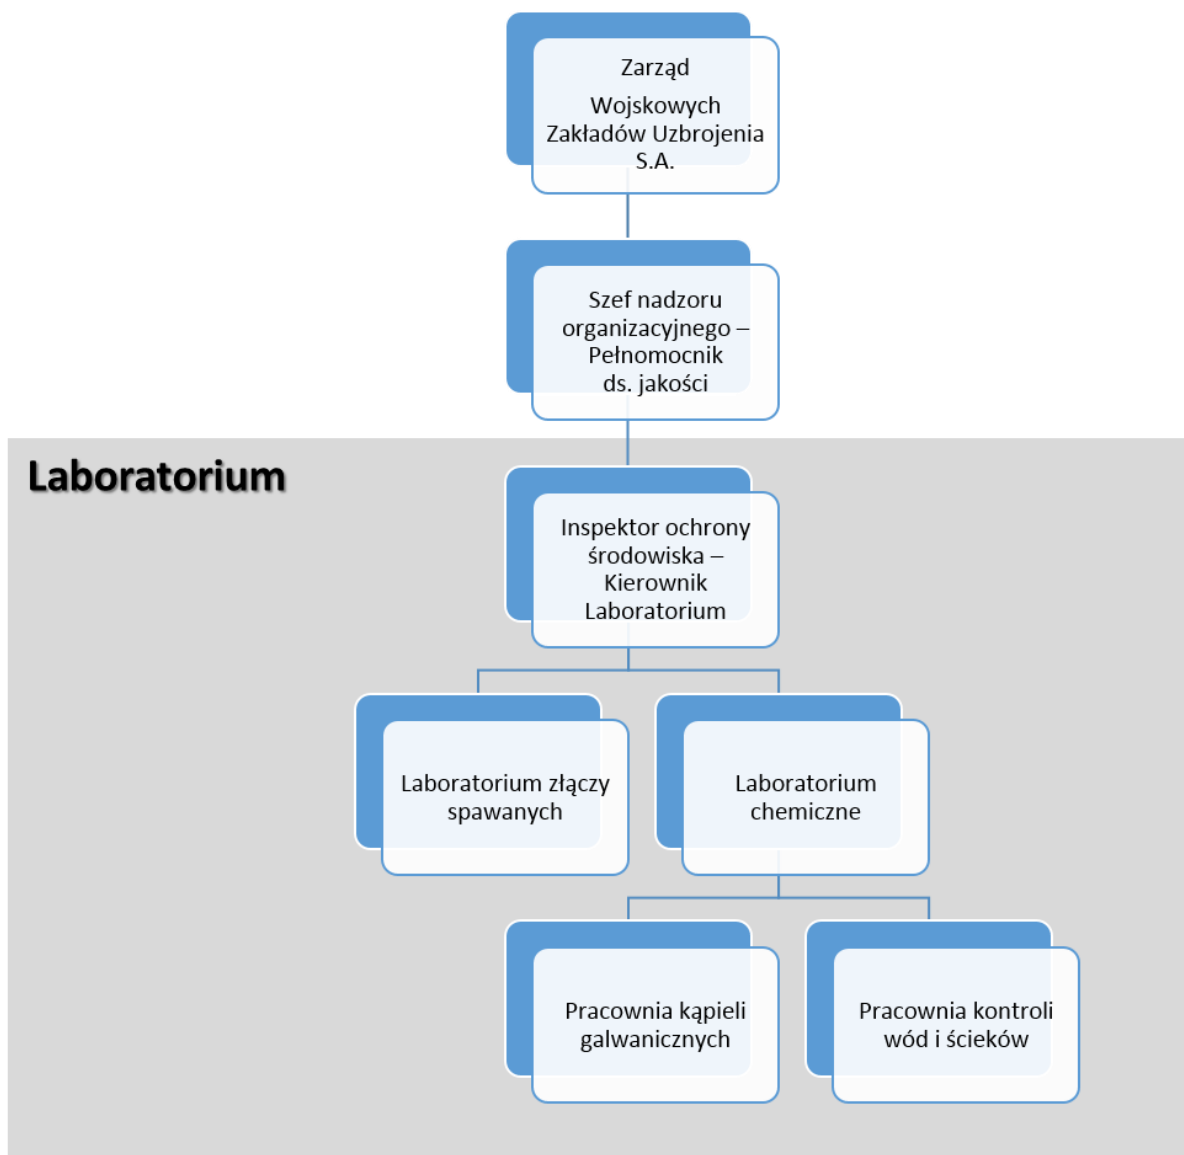 Zarząd
Wojskowych
Zakładów Uzbrojenia
S.A.
Szef nadzoru
organizacyjnego –
Pełnomocnik
ds. jakości
Laboratorium
Inspektor ochrony
środowiska –
Kierownik
Laboratorium
Laboratorium złączy
spawanych
Laboratorium
chemiczne
Pracownia kąpieli
galwanicznych
Pracownia kontroli
wód i ścieków